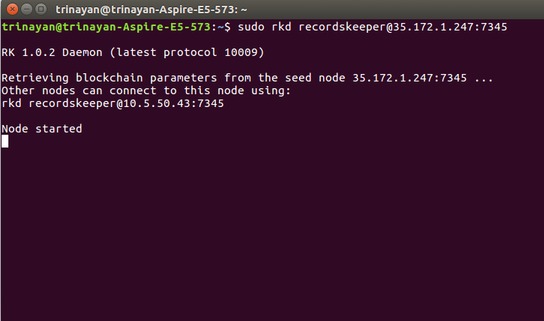 trinayan@trinayan-Aspire-E5-573: ~
trinayan@trinayan-Aspire-E5-573:~$ sudo rkd recordskeeper@35.172.1.247:7345
RK 1.0.2 Daemon (latest protocol 10009)
Retrieving blockchain parameters from the seed node 35.172.1.247:7345 ...
Other nodes can connect to this node using:
rkd recordskeeper@10.5.50.43:7345
Node started